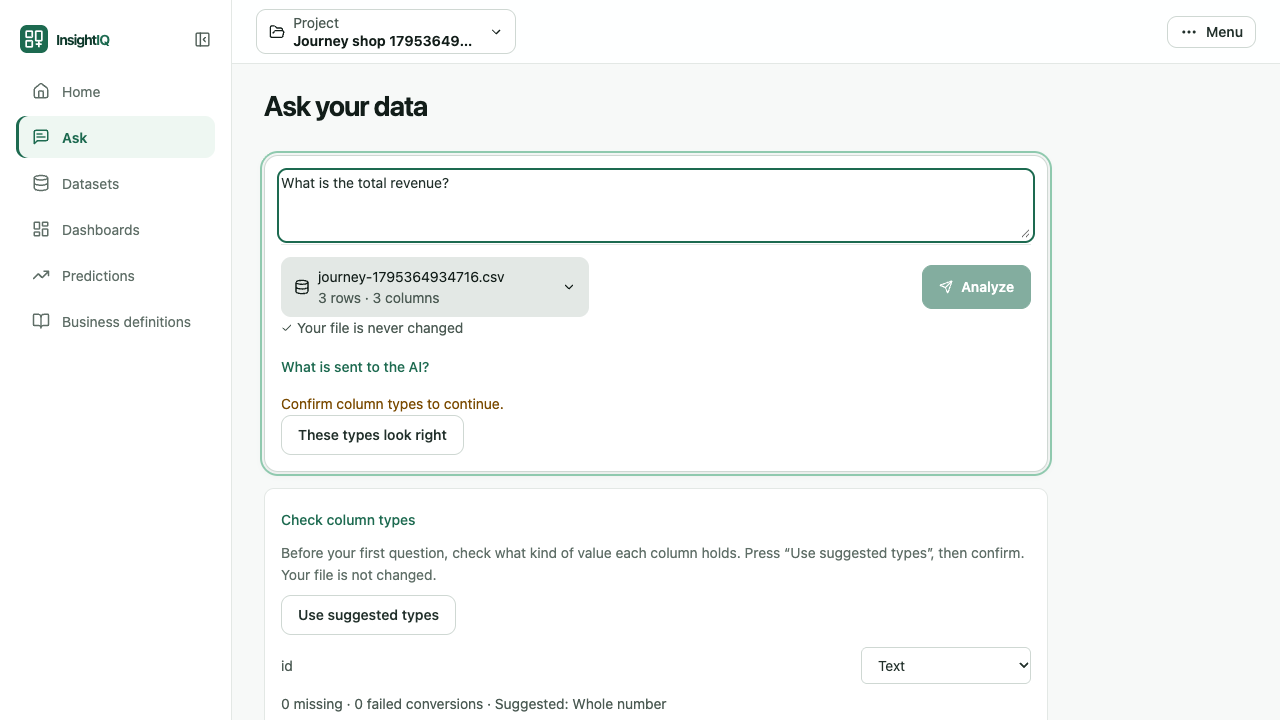 InsightIQ
Project
Journey shop 17953649...
Menu
Home
Ask
Datasets
Dashboards
Predictions
Business definitions
Ask your data
What is the total revenue?
journey-1795364934716.csv
3 rows · 3 columns
Analyze
Your file is never changed
What is sent to the AI?
Confirm column types to continue.
These types look right
Check column types
Before your first question, check what kind of value each column holds. Press “Use suggested types”, then confirm.
Your file is not changed.
Use suggested types
id
Text
0 missing · 0 failed conversions · Suggested: Whole number